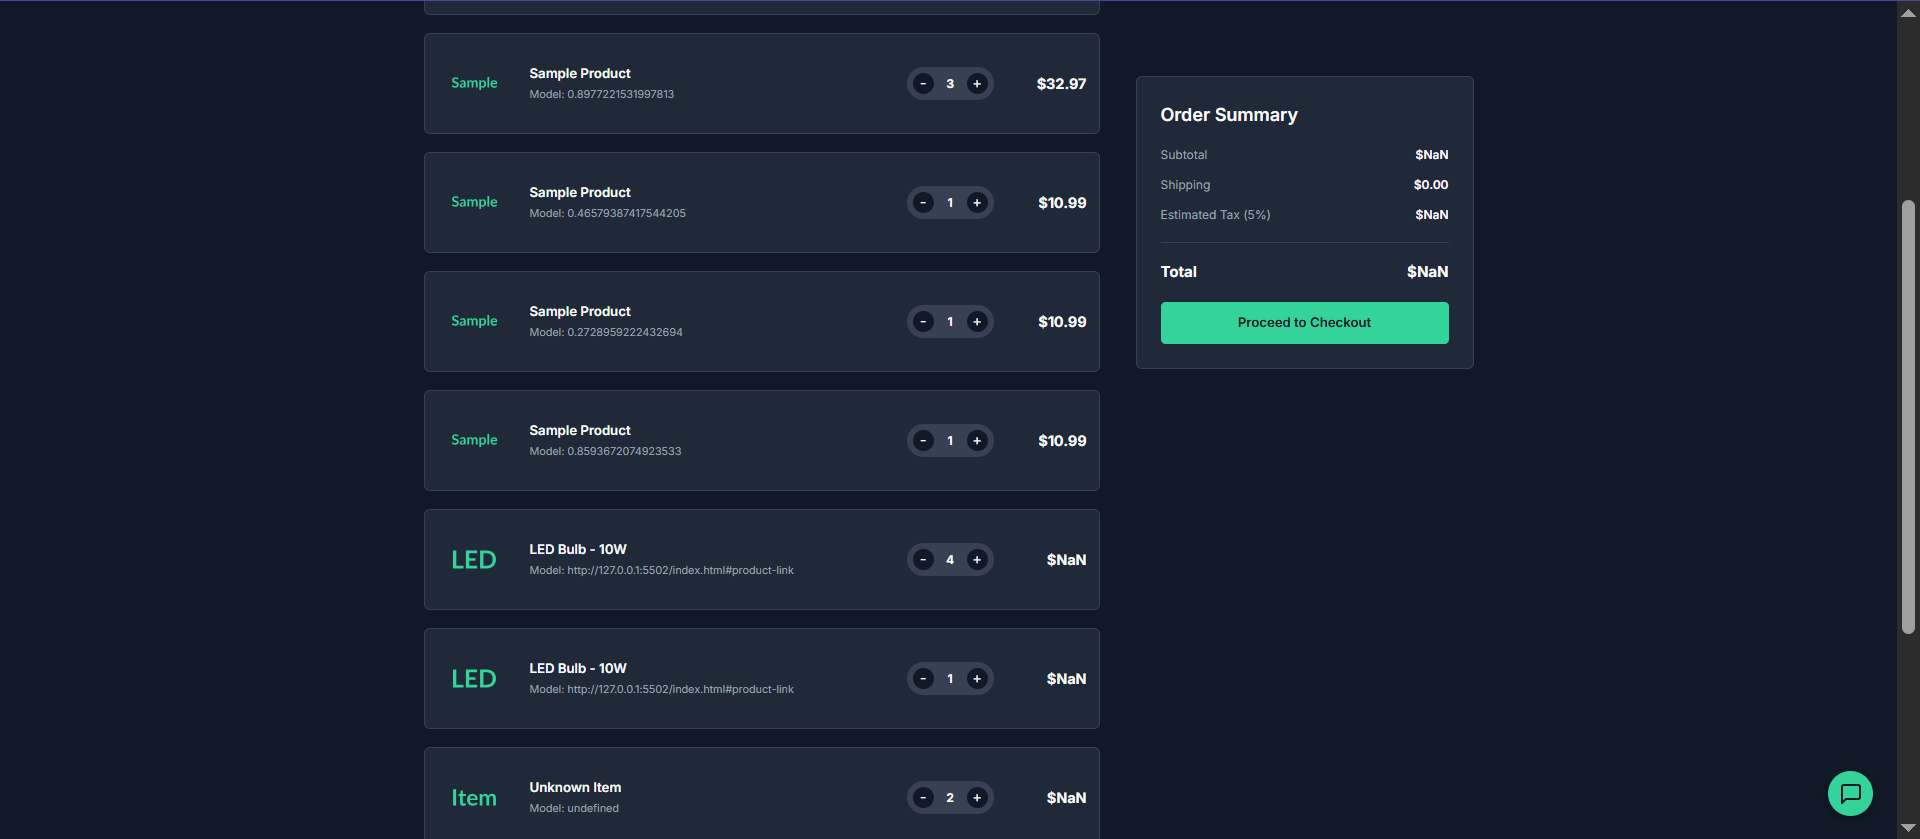 Sample
Sample Product
Model: 0.8977221531997813
- 3 +
$32.97
Sample
Sample Product
Model: 0.46579387417544205
- 1 +
$10.99
Sample
Sample Product
Model: 0.2728959222432694
- 1 +
$10.99
Sample
Sample Product
Model: 0.8593672074923533
- 1 +
$10.99
LED
LED Bulb - 10W
Model: http://127.0.0.1:5502/index.html#product-link
- 4 +
$NaN
LED
LED Bulb - 10W
Model: http://127.0.0.1:5502/index.html#product-link
- 1 +
$NaN
Item
Unknown Item
Model: undefined
- 2 +
$NaN
Order Summary
Subtotal $NaN
Shipping $0.00
Estimated Tax (5%) $NaN
Total $NaN
Proceed to Checkout